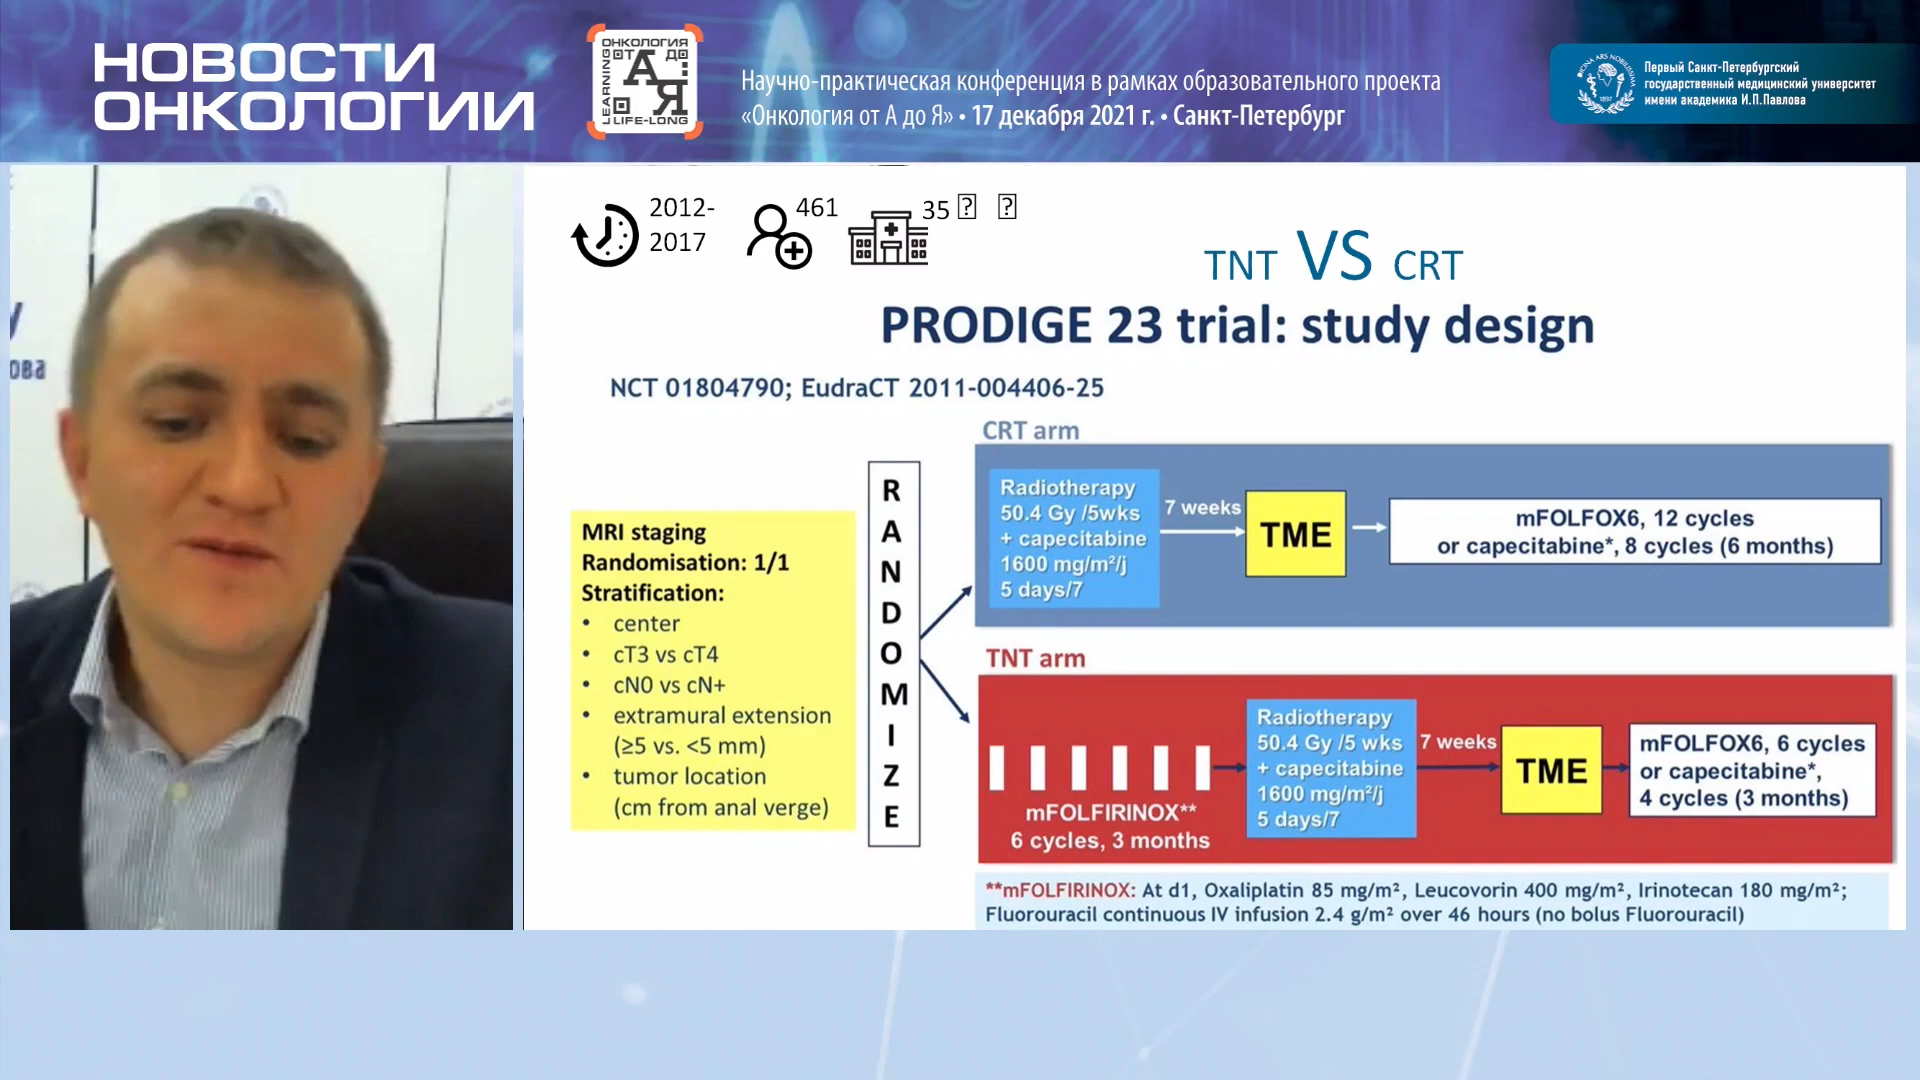 НОВОСТИ
ОНКОЛОГИИ
ОНКОЛОГИЯ
ОТ А ДО Я
LEARNING
LIFE-LONG
Научно-практическая конференция в рамках образовательного проекта
«Онкология от А до Я» • 17 декабря 2021 г. • Санкт-Петербург
Первый Санкт-Петербургский
государственный медицинский университет
имени академика И.П.Павлова
1897
ова
2012-
2017
461
35
TNT VS CRT
PRODIGE 23 trial: study design
NCT 01804790; EudraCT 2011-004406-25
MRI staging
Randomisation: 1/1
Stratification:
• center
• cT3 vs cT4
• cN0 vs cN+
• extramural extension
(≥5 vs. <5 mm)
• tumor location
(cm from anal verge)
R
A
N
D
O
M
I
Z
E
CRT arm
Radiotherapy
50.4 Gy /5wks
+ capecitabine
1600 mg/m²/j
5 days/7
7 weeks
TME
mFOLFOX6, 12 cycles
or capecitabine*, 8 cycles (6 months)
TNT arm
mFOLFIRINOX**
6 cycles, 3 months
Radiotherapy
50.4 Gy /5 wks
+ capecitabine
1600 mg/m²/j
5 days/7
7 weeks
TME
mFOLFOX6, 6 cycles
or capecitabine*,
4 cycles (3 months)
**mFOLFIRINOX: At d1, Oxaliplatin 85 mg/m², Leucovorin 400 mg/m², Irinotecan 180 mg/m²;
Fluorouracil continuous IV infusion 2.4 g/m² over 46 hours (no bolus Fluorouracil)